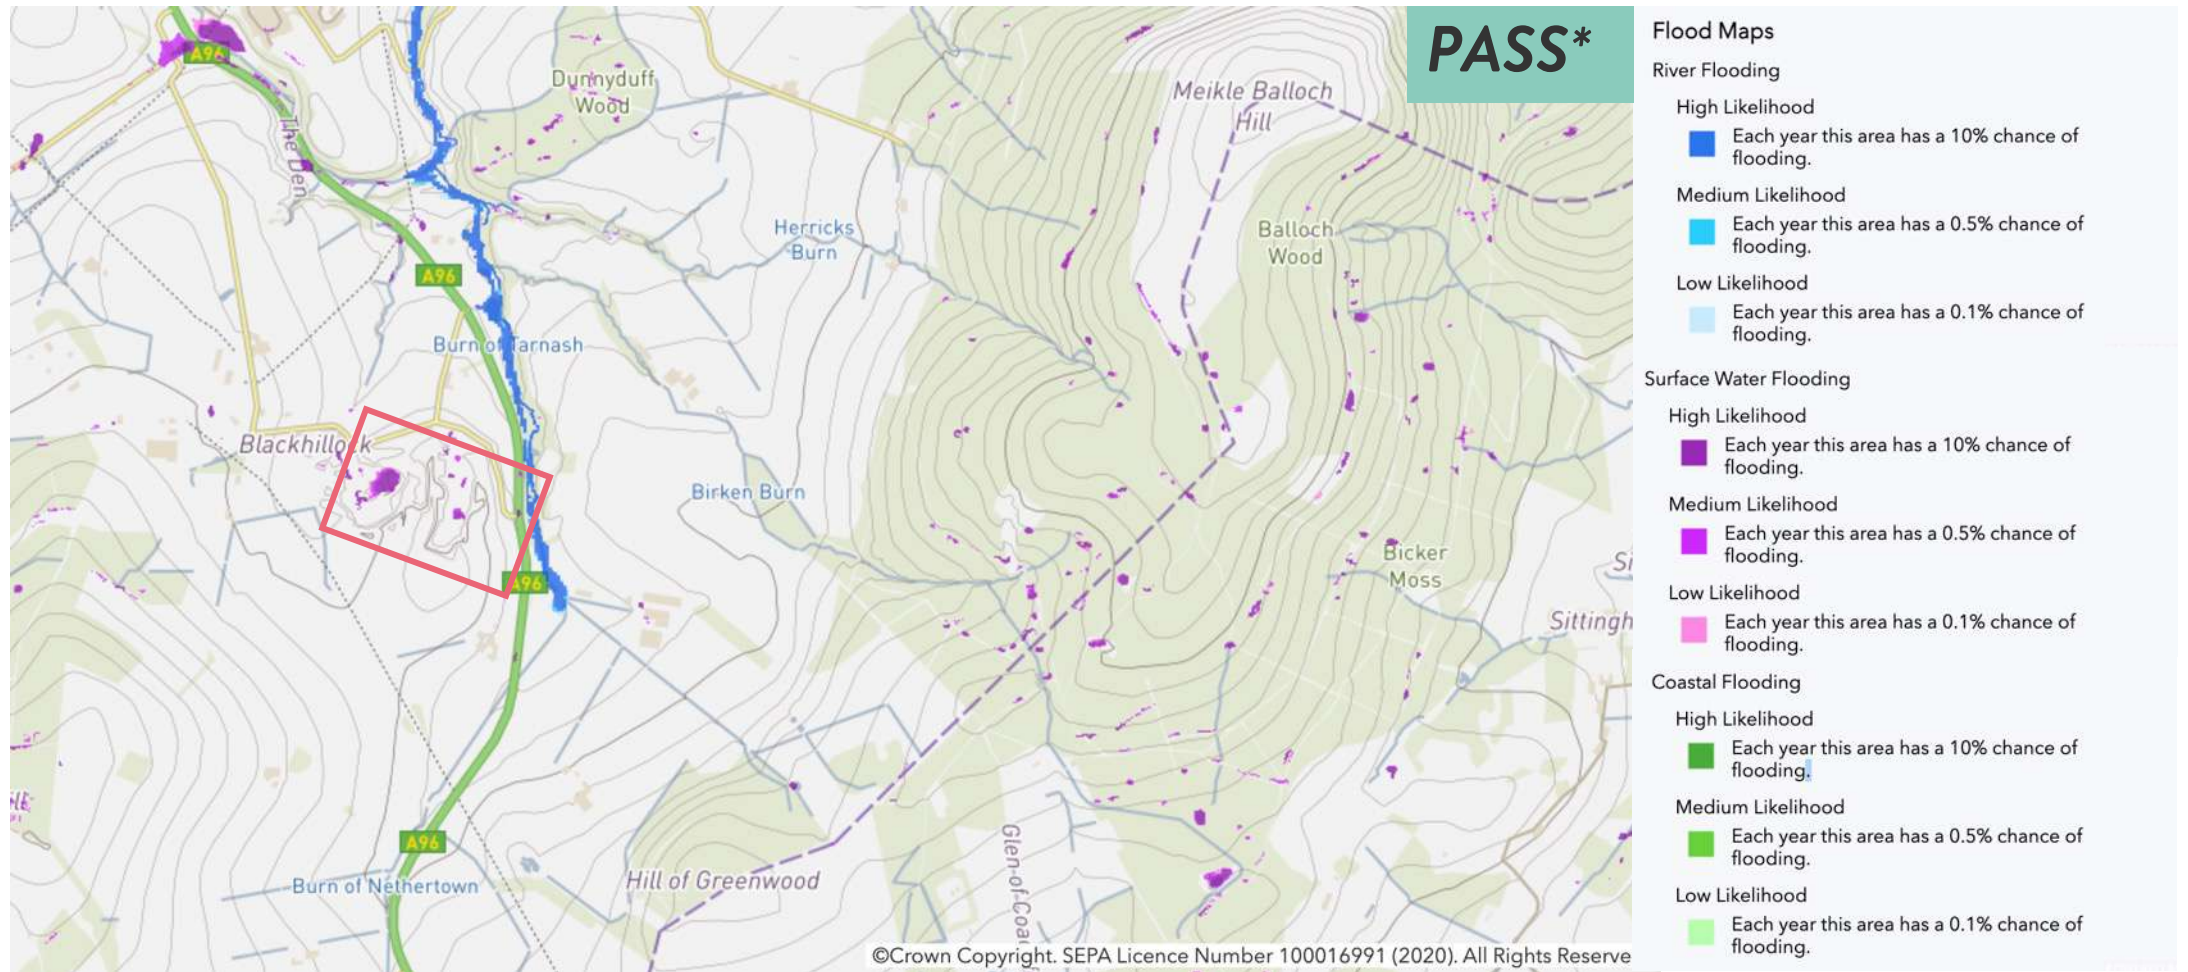 PASS*
A96
Dunnyduff
Wood
The Den
Meikle Balloch
Hill
Herricks
Burn
Balloch
Wood
A96
Burn of Tarnash
Blackhillock
Birken Burn
Bicker
Moss
A96
Sittingh
A96
Burn of Nethertown
Hill of Greenwood
Glen-of-Coa
©Crown Copyright. SEPA Licence Number 100016991 (2020). All Rights Reserve
Flood Maps
River Flooding
High Likelihood
Each year this area has a 10% chance of
flooding.
Medium Likelihood
Each year this area has a 0.5% chance of
flooding.
Low Likelihood
Each year this area has a 0.1% chance of
flooding.
Surface Water Flooding
High Likelihood
Each year this area has a 10% chance of
flooding.
Medium Likelihood
Each year this area has a 0.5% chance of
flooding.
Low Likelihood
Each year this area has a 0.1% chance of
flooding.
Coastal Flooding
High Likelihood
Each year this area has a 10% chance of
flooding.
Medium Likelihood
Each year this area has a 0.5% chance of
flooding.
Low Likelihood
Each year this area has a 0.1% chance of
flooding.